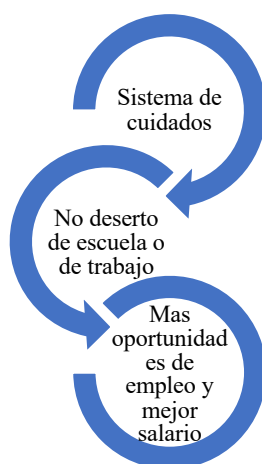 Sistema de
cuidados
No deserto
de escuela o
de trabajo
Mas
oportunidad
es de
empleo y
mejor
salario